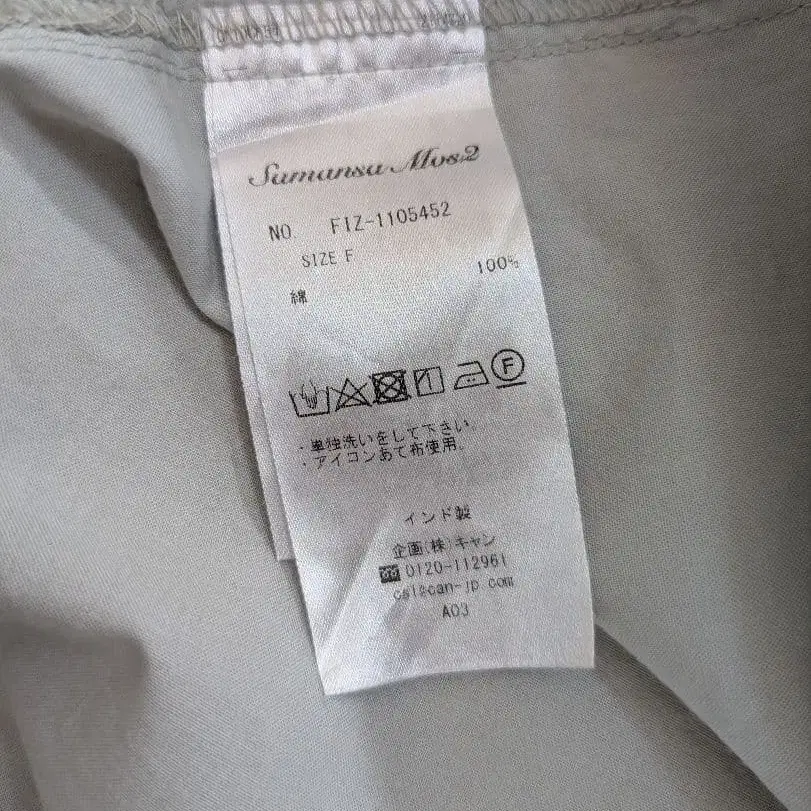 Samansa Mos2
NO. FIZ-1105452
SIZE F
綿 100%
F
・単独洗いをして下さい
・アイコンあて布使用。
インド製
企画(株)キャン
0120-112961
cs@can-jp.com
A03